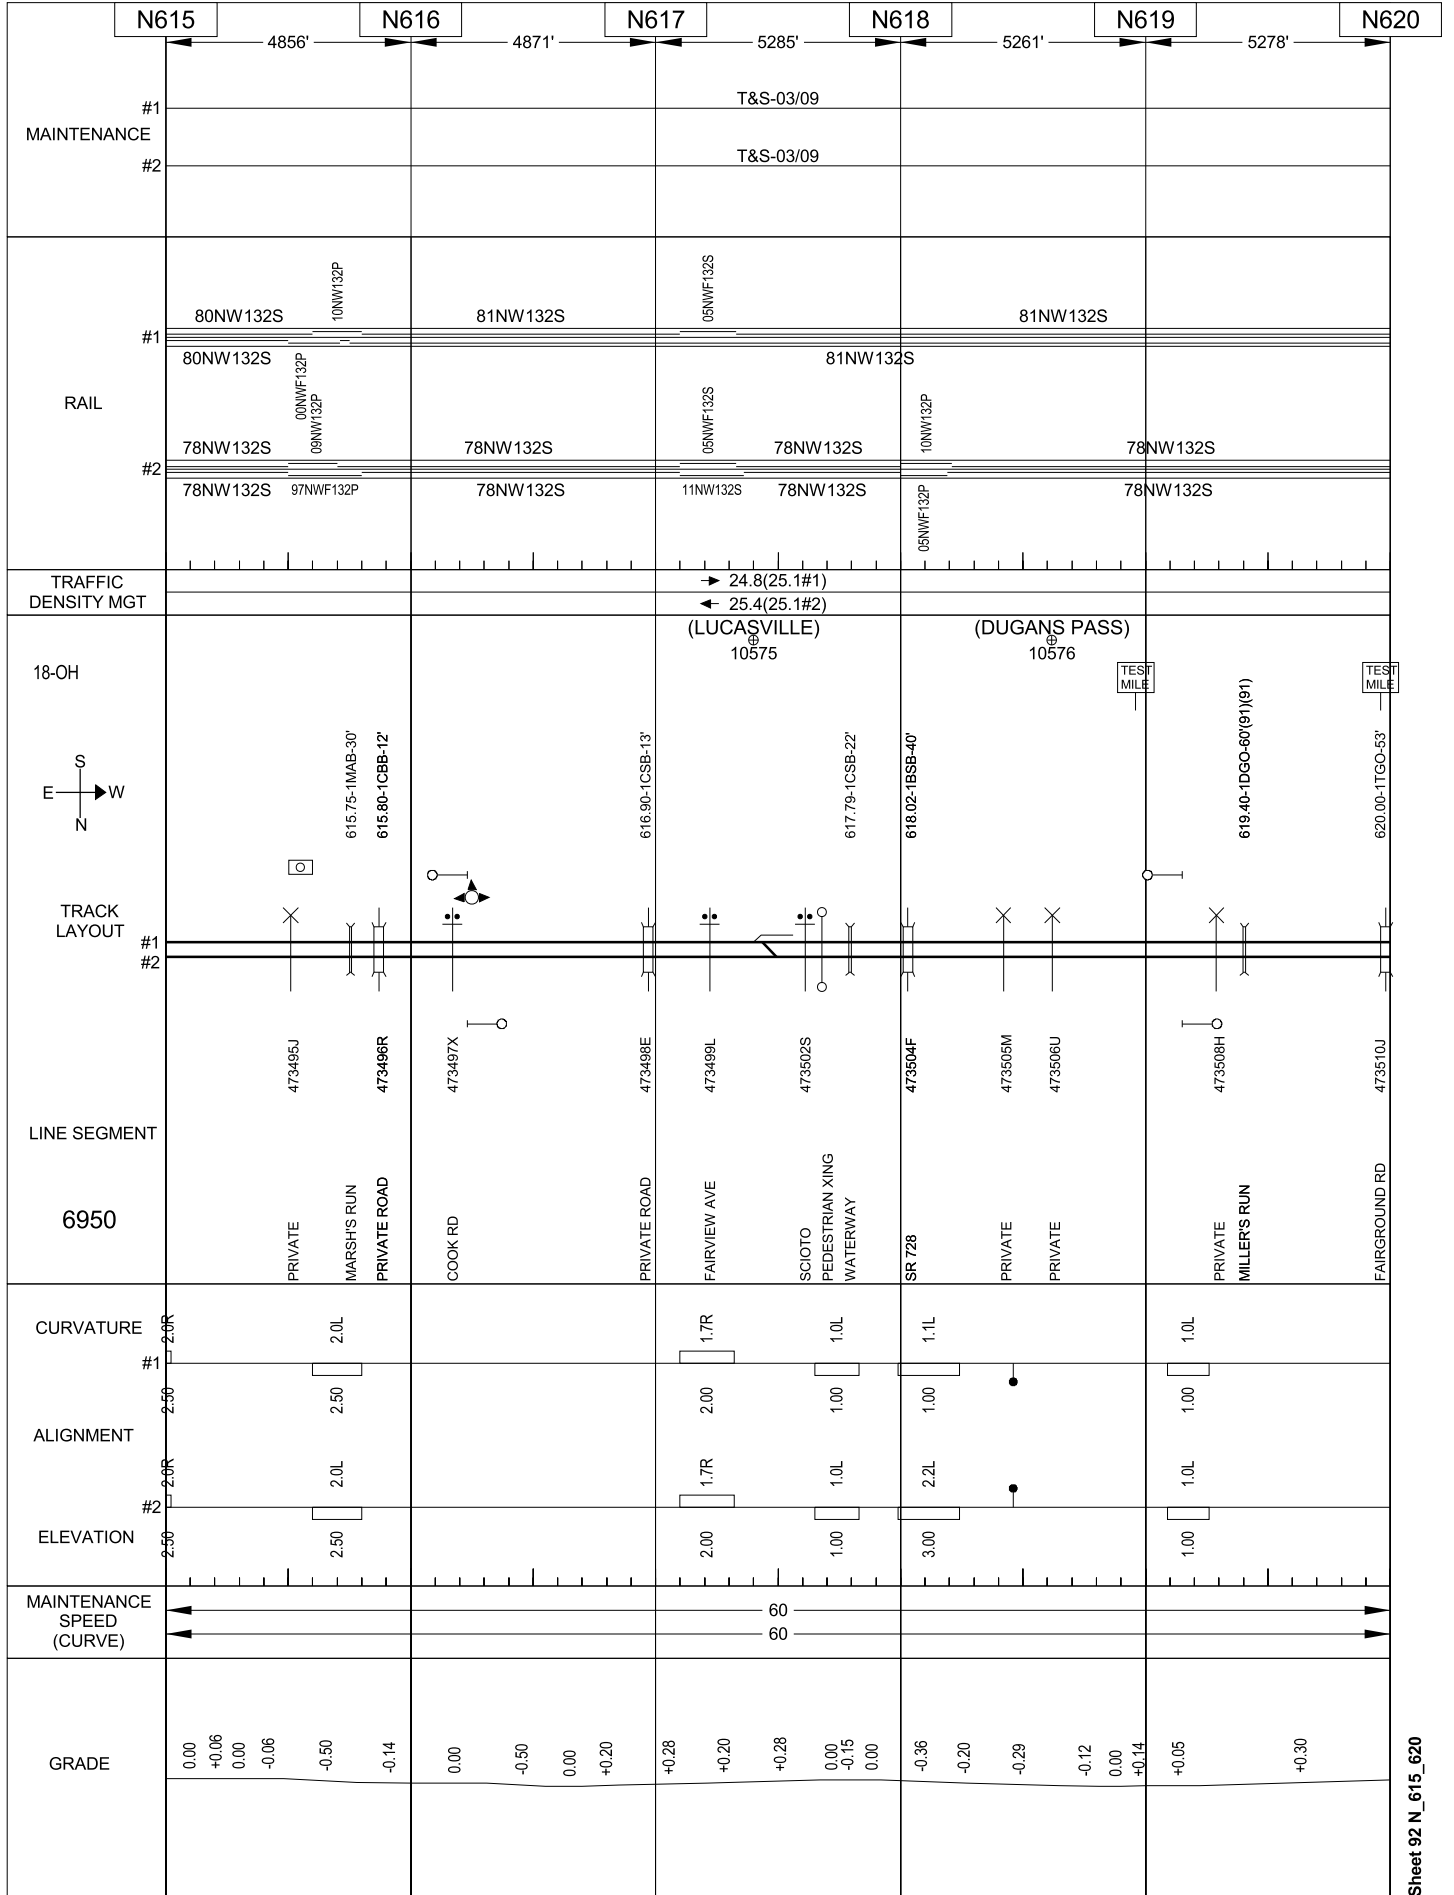 N615 N616 N617 N618 N619 N620
4856' 4871' 5285' 5261' 5278'
T&S-03/09
#1
MAINTENANCE
T&S-03/09
#2
10NW132P 05NWF132S
80NW132S 81NW132S 81NW132S
#1
80NW132S 81NW132S
00NWF132P 09NW132P 05NWF132S 10NW132P
RAIL
78NW132S 78NW132S 78NW132S 78NW132S
#2
78NW132S 97NWF132P 78NW132S 11NW132S 78NW132S 78NW132S
05NWF132P
TRAFFIC
DENSITY MGT
24.8(25.1#1)
25.4(25.1#2)
(LUCASVILLE) (DUGANS PASS)
10575 10576
18-OH
TEST
MILE
TEST
MILE
S
E W
N
615.75-1MAB-30' 615.80-1CBB-12' 616.90-1CSB-13' 617.79-1CSB-22' 618.02-1BSB-40' 619.40-1DGO-60'(91)(91) 620.00-1TGO-53'
TRACK
LAYOUT
#1
#2
473495J 473496R 473497X 473498E 473499L 473502S 473504F 473505M 473506U 473508H 473510J
LINE SEGMENT
6950
PRIVATE MARSH'S RUN PRIVATE ROAD COOK RD PRIVATE ROAD FAIRVIEW AVE SCIOTO PEDESTRIAN XING WATERWAY SR 728 PRIVATE PRIVATE PRIVATE MILLER'S RUN FAIRGROUND RD
CURVATURE
2.0R 2.0L 1.7R 1.0L 1.1L 1.0L
#1
2.50 2.50 2.00 1.00 1.00 1.00
ALIGNMENT
2.0R 2.0L 1.7R 1.0L 2.2L 1.0L
#2
ELEVATION
2.50 2.50 2.00 1.00 3.00 1.00
MAINTENANCE
SPEED
(CURVE)
60
60
GRADE
0.00 +0.06 0.00 -0.06 -0.50 -0.14 0.00 -0.50 0.00 +0.20 +0.28 +0.20 +0.28 0.00 -0.15 0.00 -0.36 -0.20 -0.29 -0.12 0.00 +0.14 +0.05 +0.30
Sheet 92 N_615_620